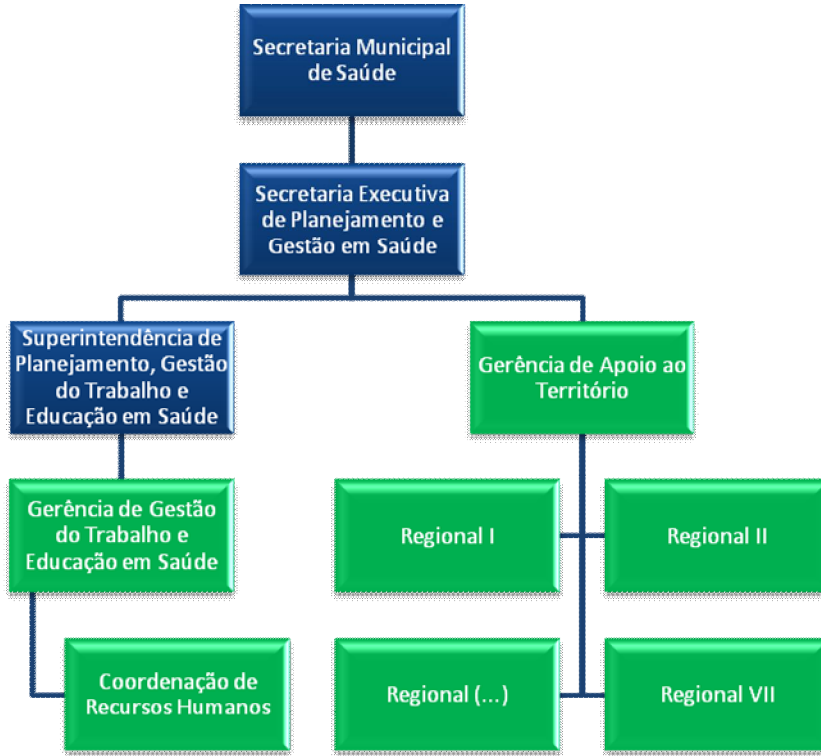 Secretaria Municipal
de Saúde
Secretaria Executiva
de Planejamento e
Gestão em Saúde
Superintendência de
Planejamento, Gestão
do Trabalho e
Educação em Saúde
Gerência de Apoio ao
Território
Gerência de Gestão
do Trabalho e
Educação em Saúde
Regional I
Regional II
Coordenação de
Recursos Humanos
Regional (...)
Regional VII